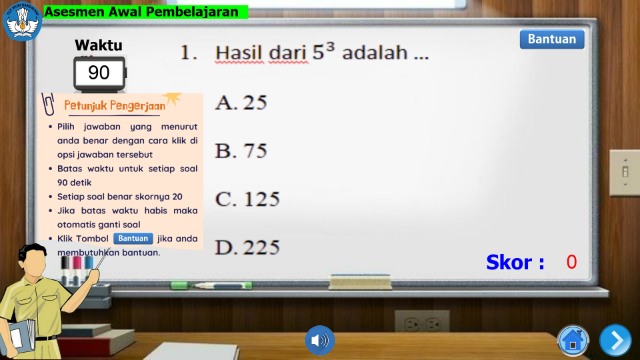 Asesmen Awal Pembelajaran
Waktu
90
Bantuan
1. Hasil dari 5³ adalah ...
A. 25
B. 75
C. 125
D. 225
Petunjuk Pengerjaan
• Pilih jawaban yang menurut
anda benar dengan cara klik di
opsi jawaban tersebut
• Batas waktu untuk setiap soal
90 detik
• Setiap soal benar skornya 20
• Jika batas waktu habis maka
otomatis ganti soal
• Klik Tombol Bantuan jika anda
membutuhkan bantuan.
Skor : 0